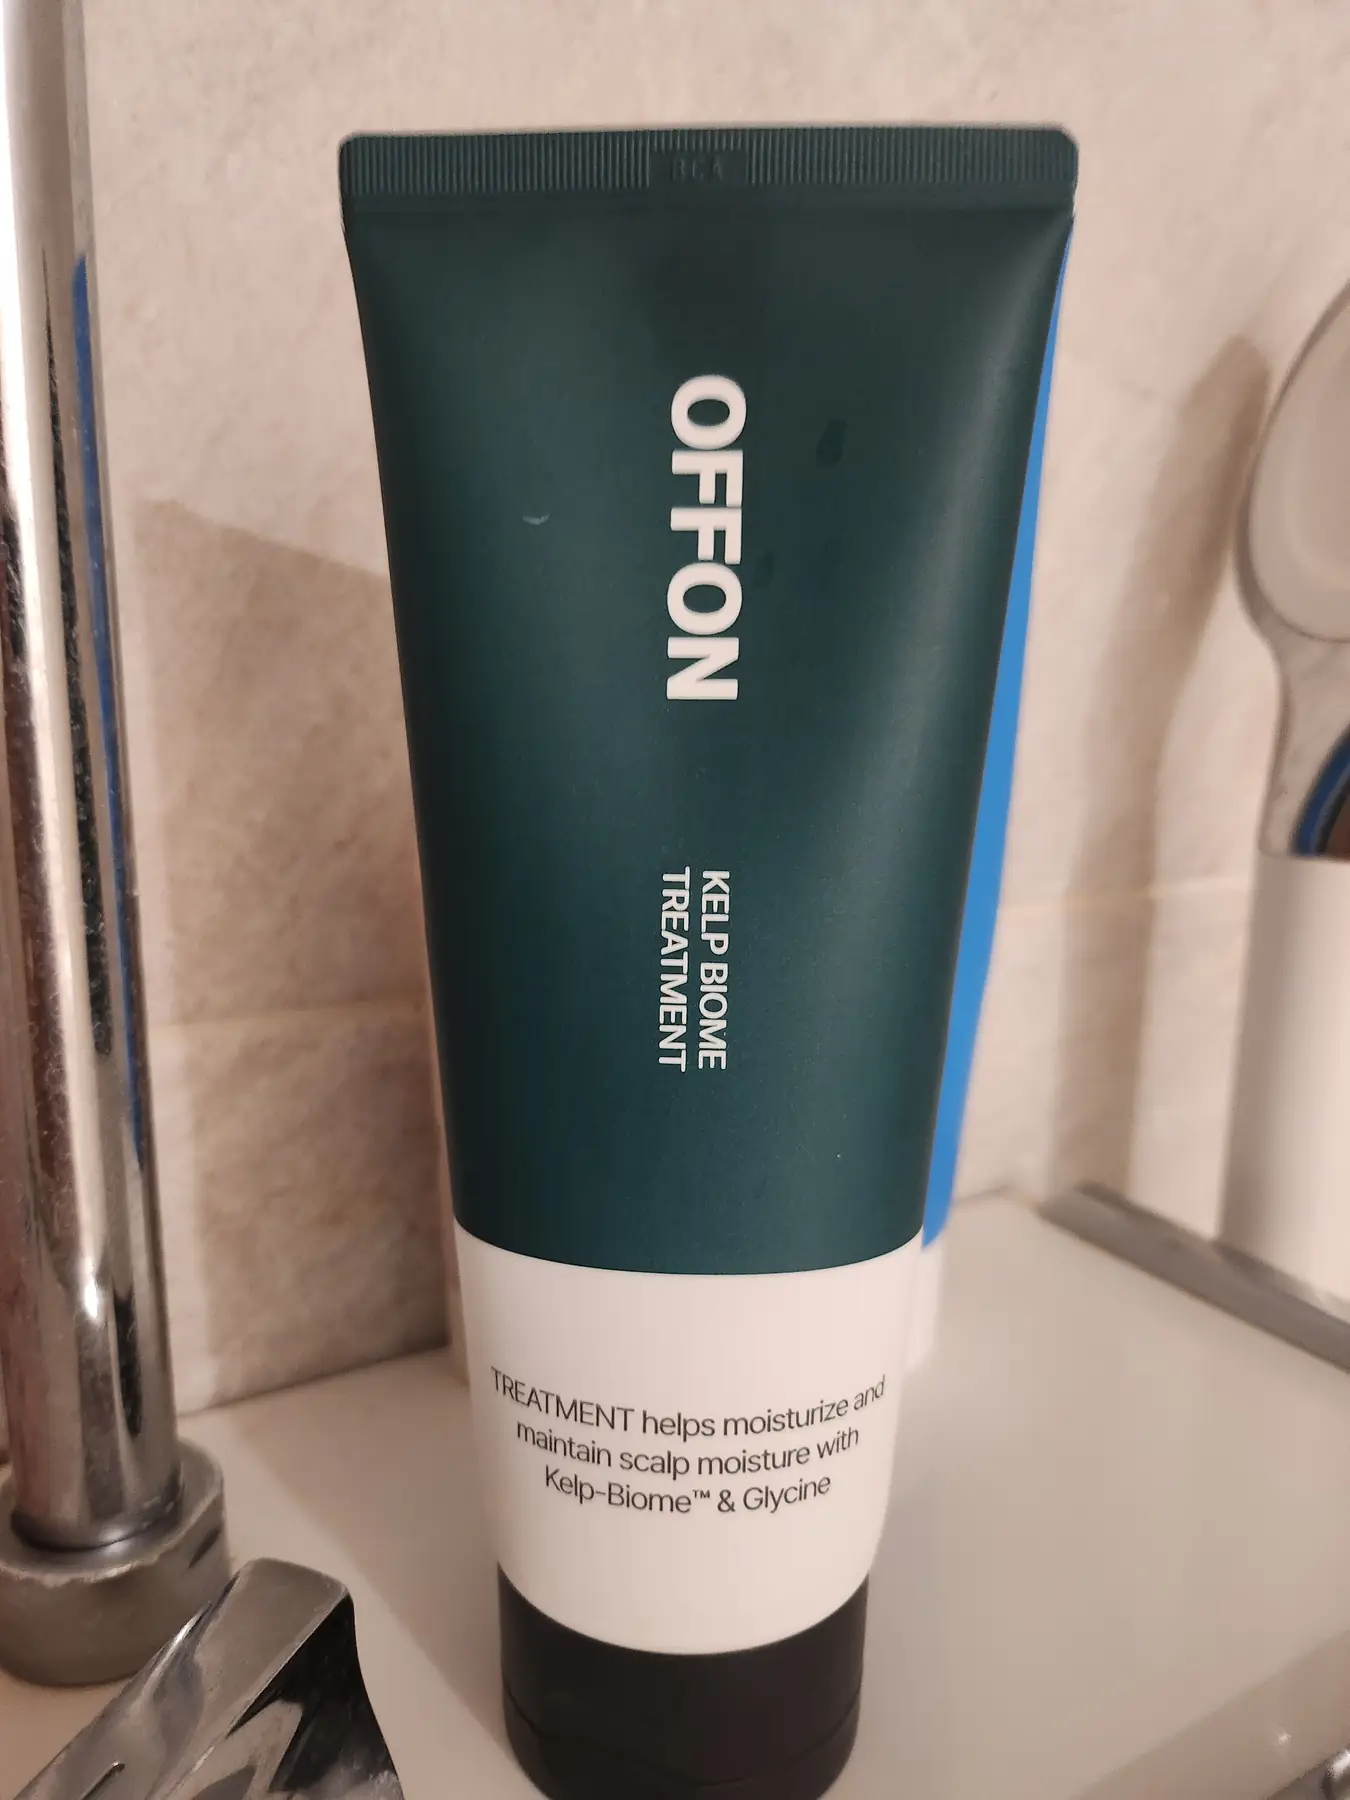 OFFON
KELP BIOME
TREATMENT
TREATMENT helps moisturize and
maintain scalp moisture with
Kelp-Biome™ & Glycine